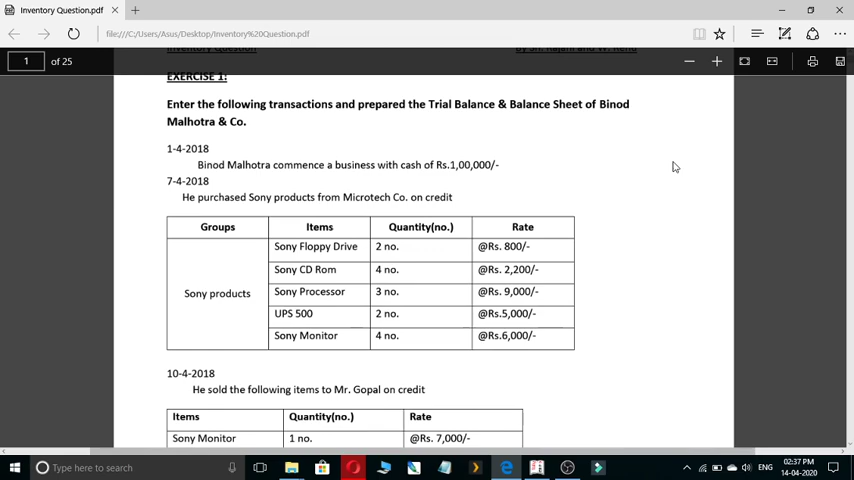 Inventory Question.pdf
file:///C:/Users/Asus/Desktop/Inventory%20Question.pdf
1 of 25
EXERCISE 1:
Enter the following transactions and prepared the Trial Balance & Balance Sheet of Binod
Malhotra & Co.
1-4-2018
Binod Malhotra commence a business with cash of Rs.1,00,000/-
7-4-2018
He purchased Sony products from Microtech Co. on credit
Groups Items Quantity(no.) Rate
Sony Floppy Drive 2 no. @Rs. 800/-
Sony CD Rom 4 no. @Rs. 2,200/-
Sony products Sony Processor 3 no. @Rs. 9,000/-
UPS 500 2 no. @Rs.5,000/-
Sony Monitor 4 no. @Rs.6,000/-
10-4-2018
He sold the following items to Mr. Gopal on credit
Items Quantity(no.) Rate
Sony Monitor 1 no. @Rs. 7,000/-
Type here to search
ENG
02:37 PM
14-04-2020